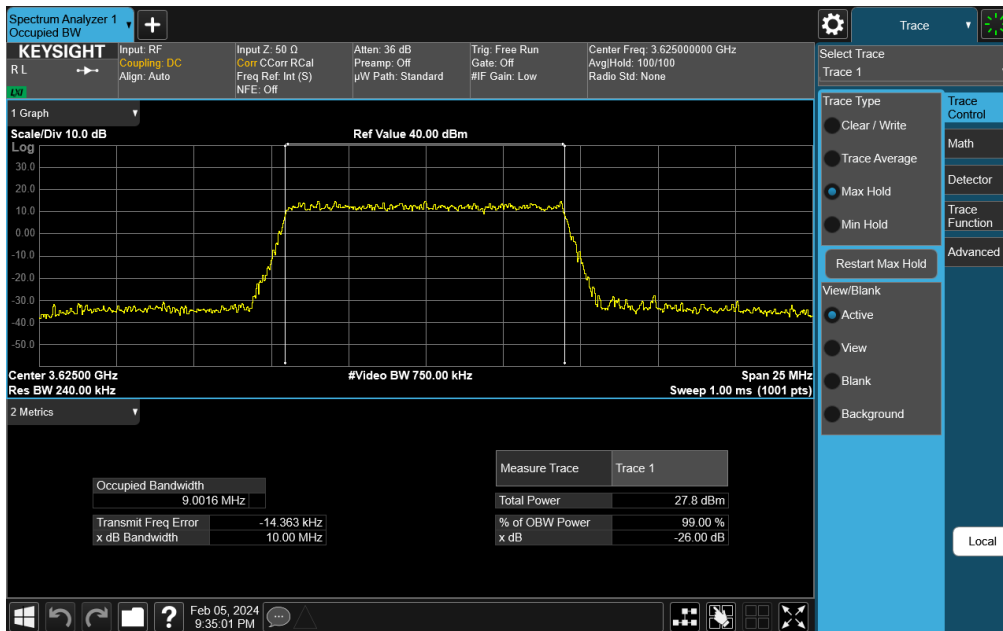 Spectrum Analyzer 1
Occupied BW
Trace
KEYSIGHT
R L
LXI
Input: RF
Coupling: DC
Align: Auto
Input Z: 50 Ω
Corr CCorr RCal
Freq Ref: Int (S)
NFE: Off
Atten: 36 dB
Preamp: Off
µW Path: Standard
Trig: Free Run
Gate: Off
#IF Gain: Low
Center Freq: 3.625000000 GHz
Avg|Hold: 100/100
Radio Std: None
Select Trace
Trace 1
1 Graph
Scale/Div 10.0 dB
Ref Value 40.00 dBm
Log
30.0
20.0
10.0
0.00
-10.0
-20.0
-30.0
-40.0
-50.0
Center 3.62500 GHz
#Video BW 750.00 kHz
Span 25 MHz
Res BW 240.00 kHz
Sweep 1.00 ms (1001 pts)
Trace Type
Clear / Write
Trace Average
Max Hold
Min Hold
Restart Max Hold
View/Blank
Active
View
Blank
Background
Trace
Control
Math
Detector
Trace
Function
Advanced
Local
2 Metrics
Occupied Bandwidth
9.0016 MHz
Transmit Freq Error -14.363 kHz
x dB Bandwidth 10.00 MHz
Measure Trace Trace 1
Total Power 27.8 dBm
% of OBW Power 99.00 %
x dB -26.00 dB
?
Feb 05, 2024
9:35:01 PM